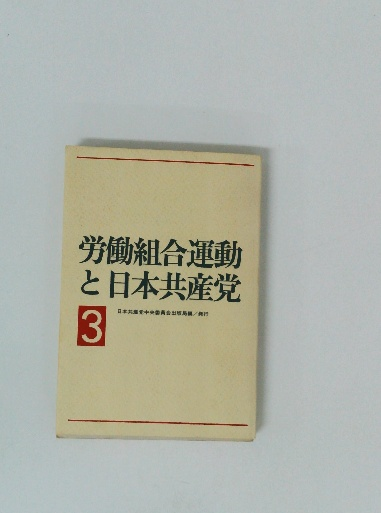 労働組合運動
と日本共産党
3
日本共産党中央委員会出版局編／発行